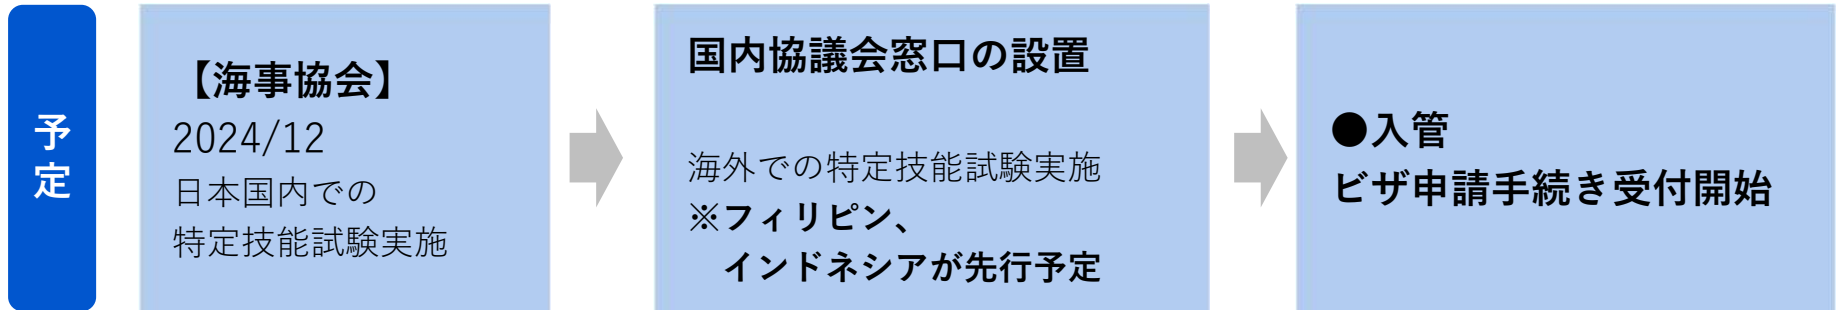 予定
【海事協会】
2024/12
日本国内での
特定技能試験実施
国内協議会窓口の設置
海外での特定技能試験実施
※フィリピン、
インドネシアが先行予定
●入管
ビザ申請手続き受付開始